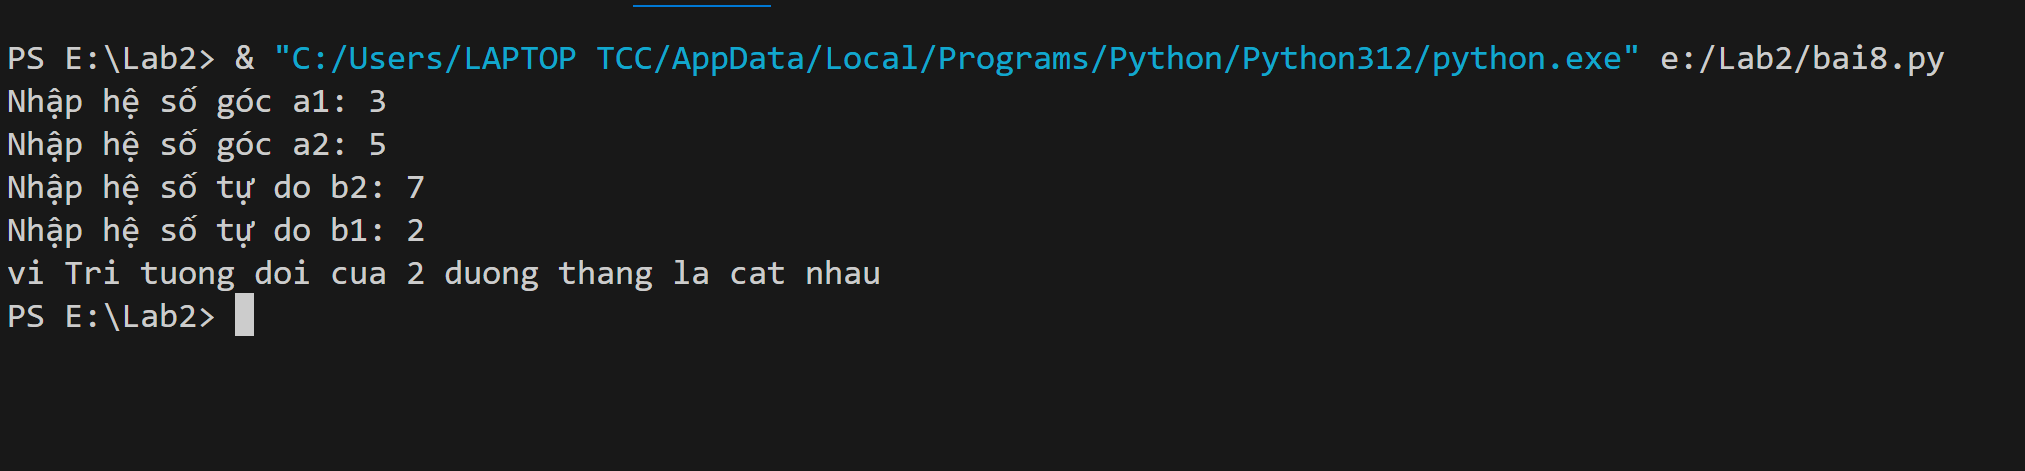 PS E:\Lab2> & "C:/Users/LAPTOP TCC/AppData/Local/Programs/Python/Python312/python.exe" e:/Lab2/bai8.py
Nhập hệ số góc a1: 3
Nhập hệ số góc a2: 5
Nhập hệ số tự do b2: 7
Nhập hệ số tự do b1: 2
vi Tri tuong doi cua 2 duong thang la cat nhau
PS E:\Lab2>